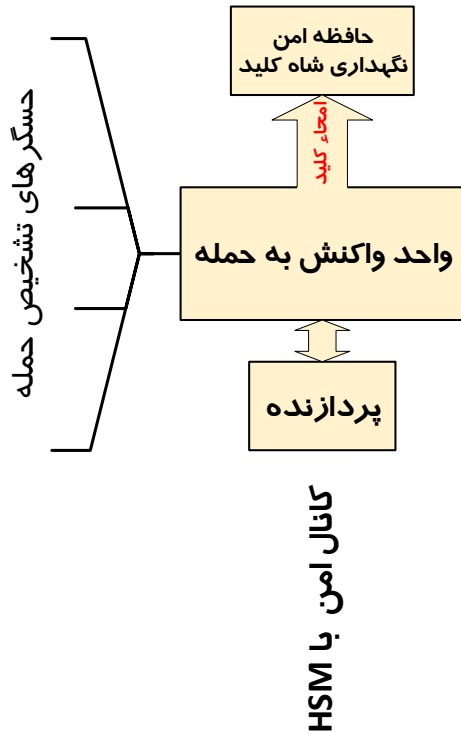 حافظه امن
نگهداری شاه کلید
امحاء کلید
واحد واکنش به حمله
پردازنده
حسگرهای تشخیص حمله
کانال امن با HSM